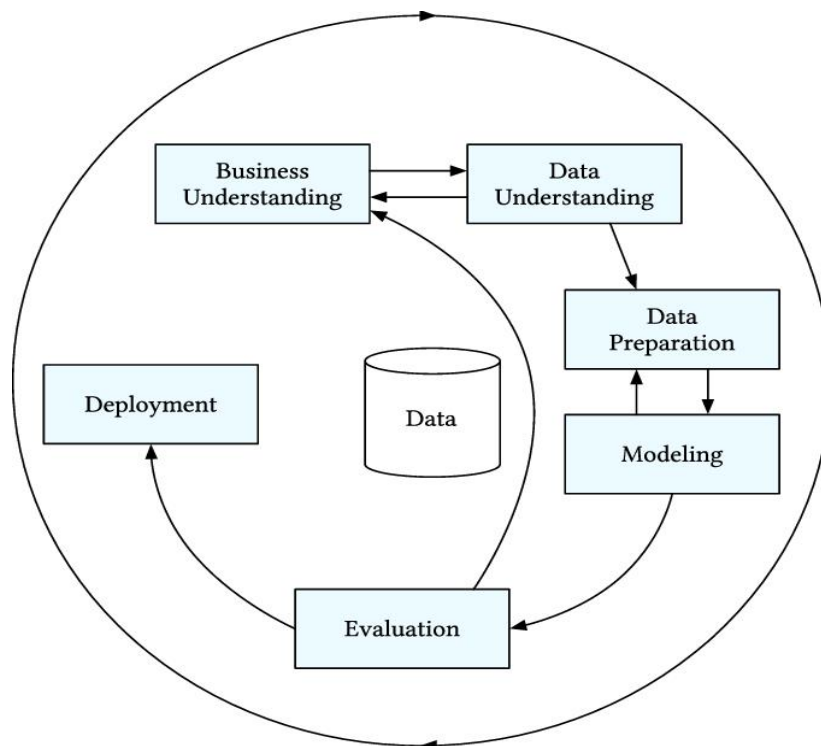 Business
Understanding
Data
Understanding
Data
Preparation
Deployment
Data
Modeling
Evaluation